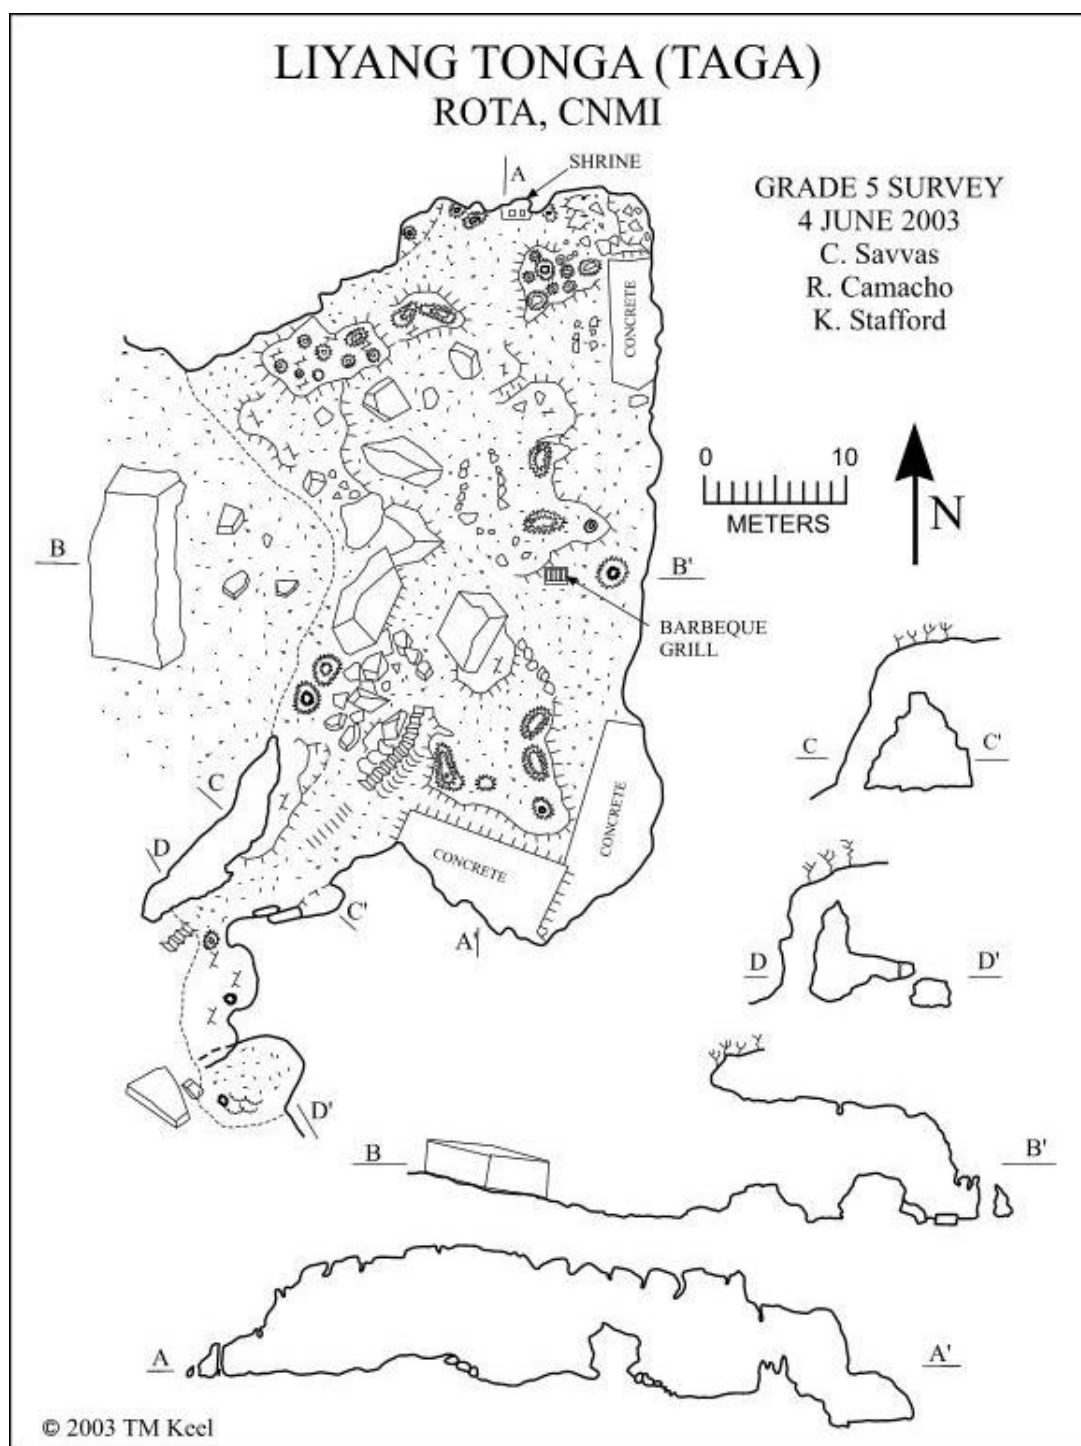 LIYANG TONGA (TAGA)
ROTA, CNMI
A
SHRINE
GRADE 5 SURVEY
4 JUNE 2003
C. Savvas
R. Camacho
K. Stafford
CONCRETE
0 10
METERS
N
B
B'
BARBEQUE
GRILL
C
C'
C
D
CONCRETE
CONCRETE
C'
A'
D
D'
D'
B
B'
A
A'
© 2003 TM Keel